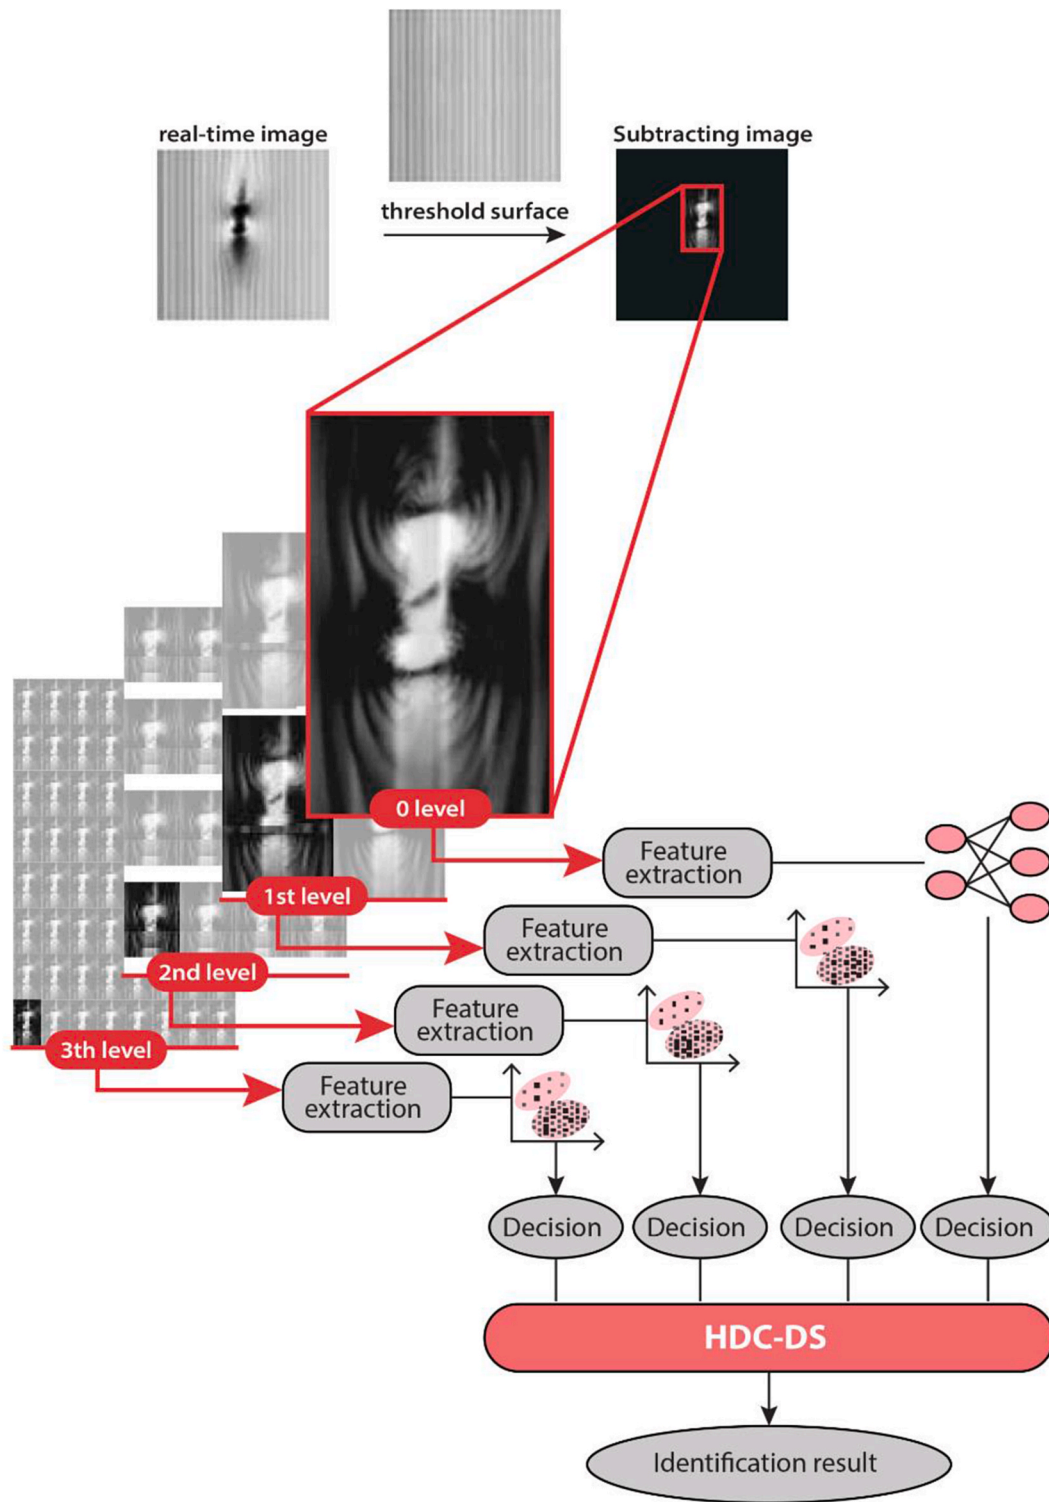 real-time image
Subtracting image
threshold surface
0 level
Feature
extraction
1st level
Feature
extraction
2nd level
Feature
extraction
3th level
Feature
extraction
Decision
Decision
Decision
Decision
HDC-DS
Identification result